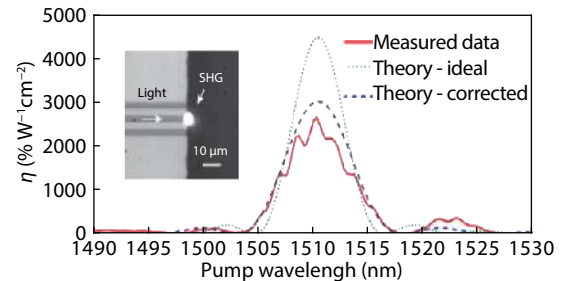 5000
4000
3000
2000
1000
0
η (% W⁻¹cm⁻²)
Measured data
Theory - ideal
Theory - corrected
Light
SHG
10 μm
1490 1495 1500 1505 1510 1515 1520 1525 1530
Pump wavelengh (nm)